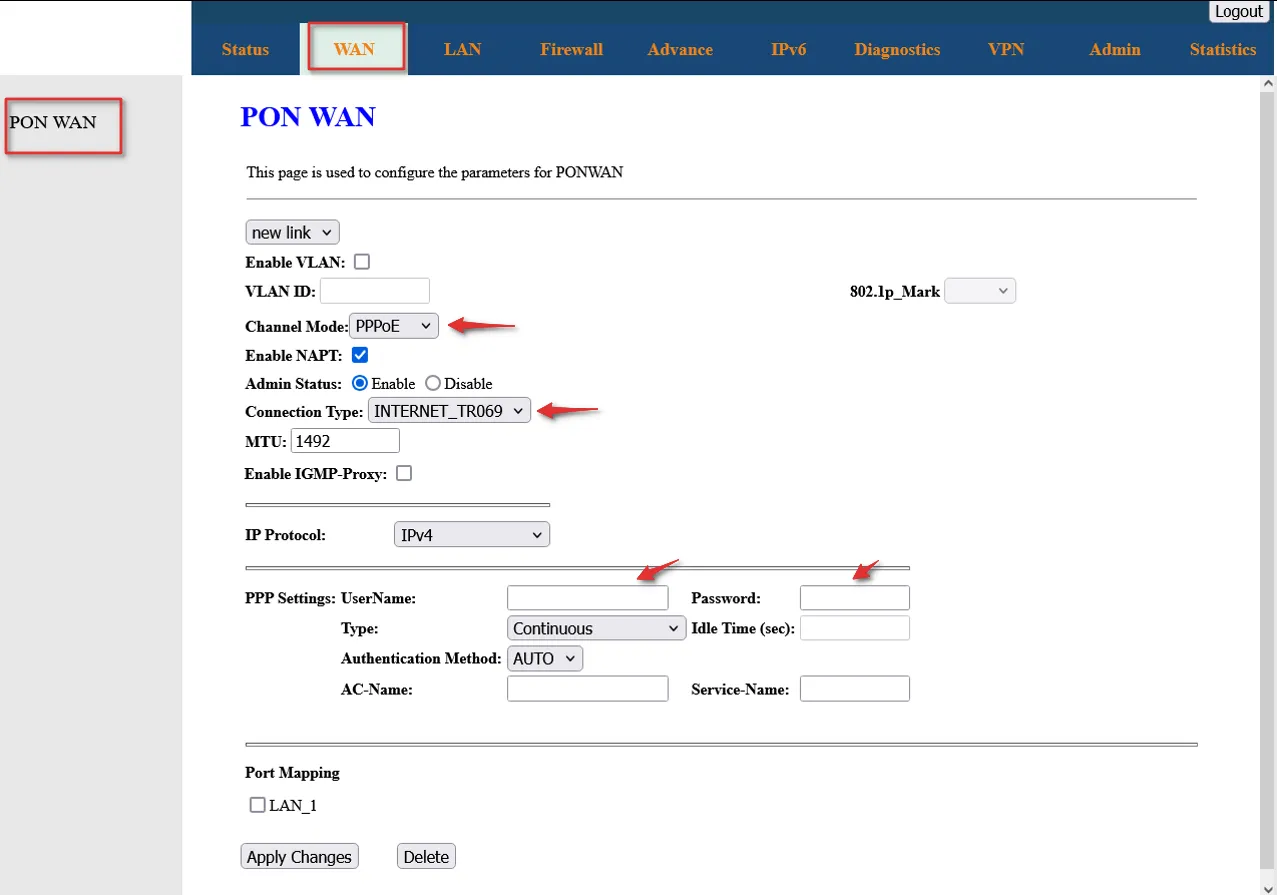 Logout
Status WAN LAN Firewall Advance IPv6 Diagnostics VPN Admin Statistics
PON WAN
PON WAN
This page is used to configure the parameters for PONWAN
new link
Enable VLAN:
VLAN ID: 802.1p_Mark
Channel Mode: PPPoE
Enable NAPT:
Admin Status: Enable Disable
Connection Type: INTERNET_TR069
MTU: 1492
Enable IGMP-Proxy:
IP Protocol: IPv4
PPP Settings: UserName: Password:
Type: Continuous Idle Time (sec):
Authentication Method: AUTO
AC-Name: Service-Name:
Port Mapping
LAN_1
Apply Changes Delete